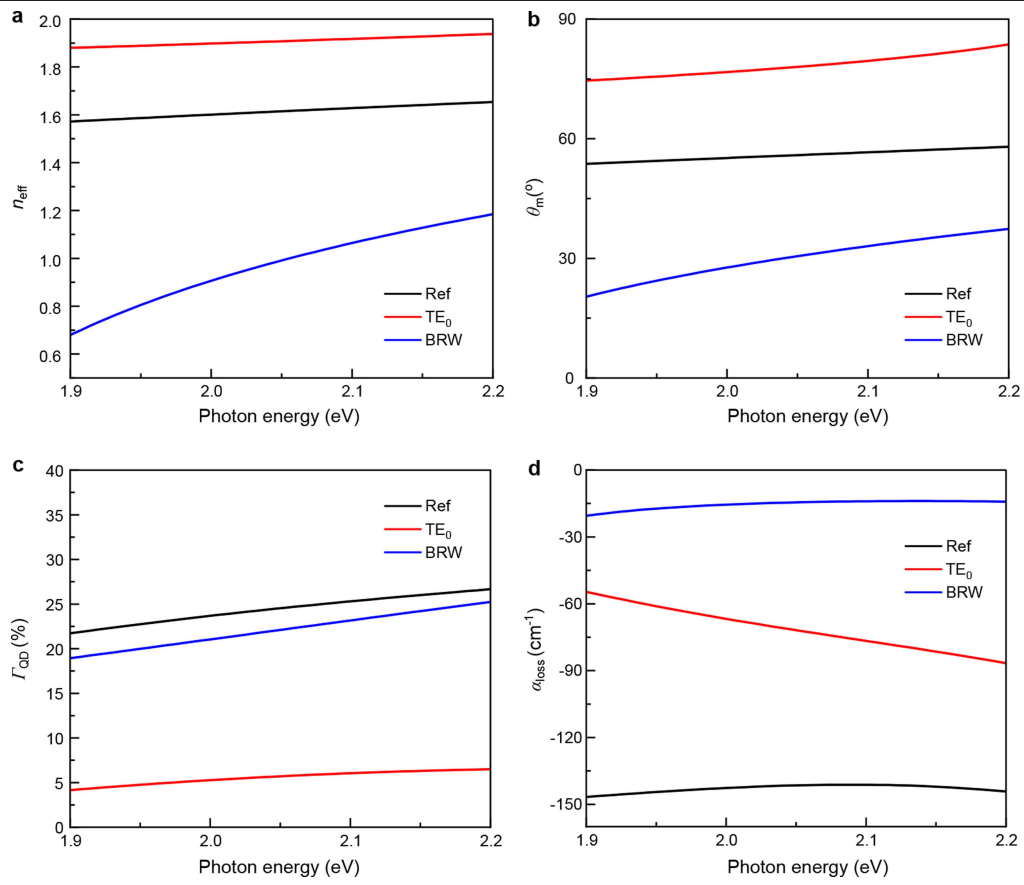 a
2.0
1.8
1.6
1.4
1.2
1.0
0.8
0.6
n_eff
Ref
TE₀
BRW
1.9
2.0
2.1
2.2
Photon energy (eV)
b
90
60
30
0
θ_m(º)
Ref
TE₀
BRW
1.9
2.0
2.1
2.2
Photon energy (eV)
c
40
35
30
25
20
15
10
5
0
Γ_QD (%)
Ref
TE₀
BRW
1.9
2.0
2.1
2.2
Photon energy (eV)
d
0
-30
-60
-90
-120
-150
α_loss (cm⁻¹)
Ref
TE₀
BRW
1.9
2.0
2.1
2.2
Photon energy (eV)